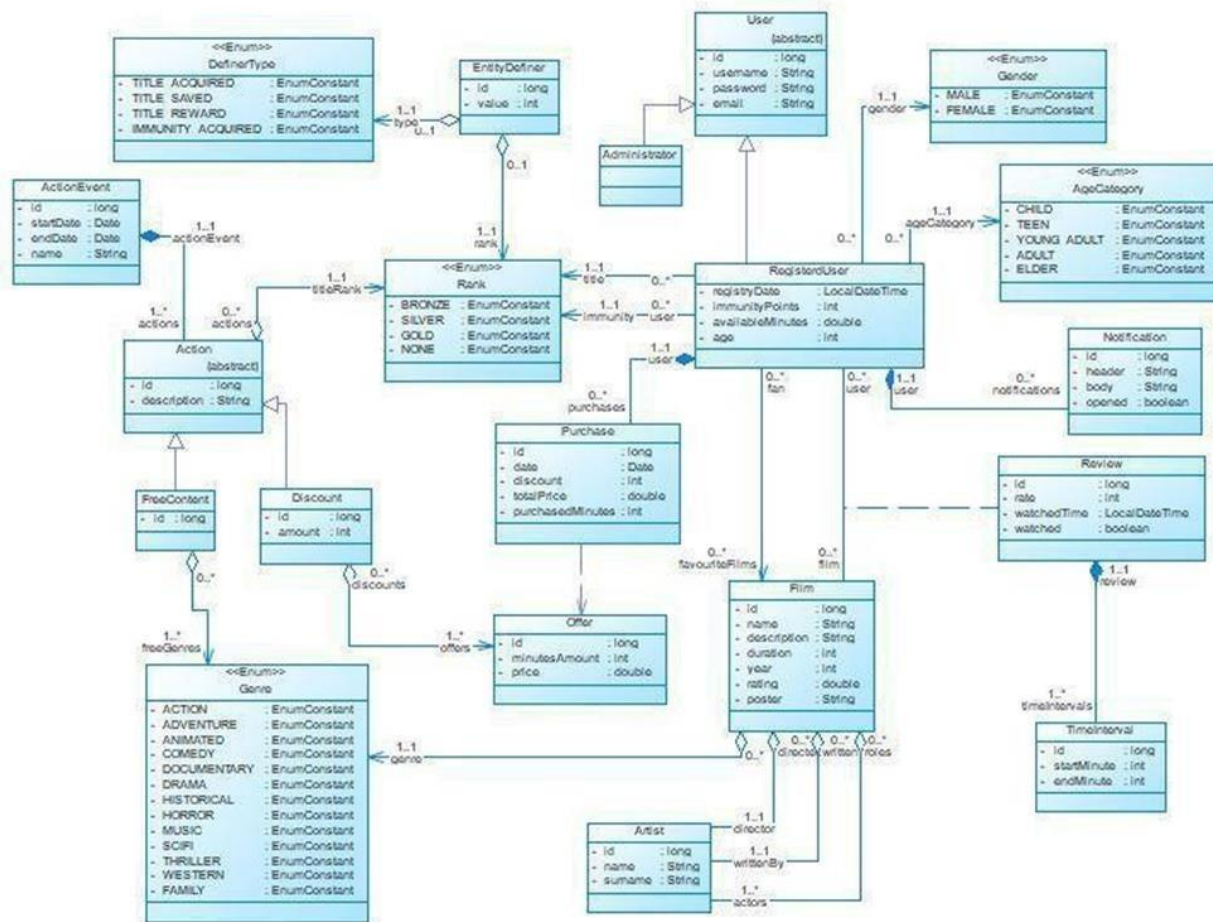 <<Enum>>
DefinerType
- TITLE ACQUIRED : EnumConstant
- TITLE SAVED : EnumConstant
- TITLE REWARD : EnumConstant
- IMMUNITY ACQUIRED : EnumConstant
EntityDefiner
- id : long
- value : int
User
(abstract)
- id : long
- username : String
- password : String
- email : String
<<Enum>>
Gender
- MALE : EnumConstant
- FEMALE : EnumConstant
1..1
type
0..1
0..1
1..1
rank
Administrator
1..1
gender
0..*
<<Enum>>
AgeCategory
- CHILD : EnumConstant
- TEEN : EnumConstant
- YOUNG ADULT : EnumConstant
- ADULT : EnumConstant
- ELDER : EnumConstant
1..1
ageCategory
0..*
ActionEvent
- id : long
- startDate : Date
- endDate : Date
- name : String
1..1
actionEvent
1..*
actions
1..1
titleRank
0..*
actions
<<Enum>>
Rank
- BRONZE : EnumConstant
- SILVER : EnumConstant
- GOLD : EnumConstant
- NONE : EnumConstant
1..1
title
0..*
1..1
immunity
0..*
user
RegisterdUser
- registryDate : LocalDateTime
- immunityPoints : int
- availableMinutes : double
- age : int
Action
(abstract)
- id : long
- description : String
1..1
user
0..*
purchases
0..*
fan
0..*
user
1..1
user
0..*
notifications
Notification
- id : long
- header : String
- body : String
- opened : boolean
Purchase
- id : long
- date : Date
- discount : int
- totalPrice : double
- purchasedMinutes : int
Review
- id : long
- rate : int
- watchedTime : LocalDateTime
- watched : boolean
FreeContent
- id : long
Discount
- id : long
- amount : int
0..*
0..*
discounts
1..*
offers
1..*
freeGenres
0..*
favouriteFilms
0..*
film
1..1
review
Offer
- id : long
- minutesAmount : int
- price : double
Film
- id : long
- name : String
- description : String
- duration : int
- year : int
- rating : double
- poster : String
<<Enum>>
Genre
- ACTION : EnumConstant
- ADVENTURE : EnumConstant
- ANIMATED : EnumConstant
- COMEDY : EnumConstant
- DOCUMENTARY : EnumConstant
- DRAMA : EnumConstant
- HISTORICAL : EnumConstant
- HORROR : EnumConstant
- MUSIC : EnumConstant
- SCIFI : EnumConstant
- THRILLER : EnumConstant
- WESTERN : EnumConstant
- FAMILY : EnumConstant
1..1
genre
0..*
0..* 0..* 0..*
roles
1..*
timeIntervals
TimeInterval
- id : long
- startMinute : int
- endMinute : int
Artist
- id : long
- name : String
- surname : String
1..1
director
1..1
writtenBy
1..*
actors